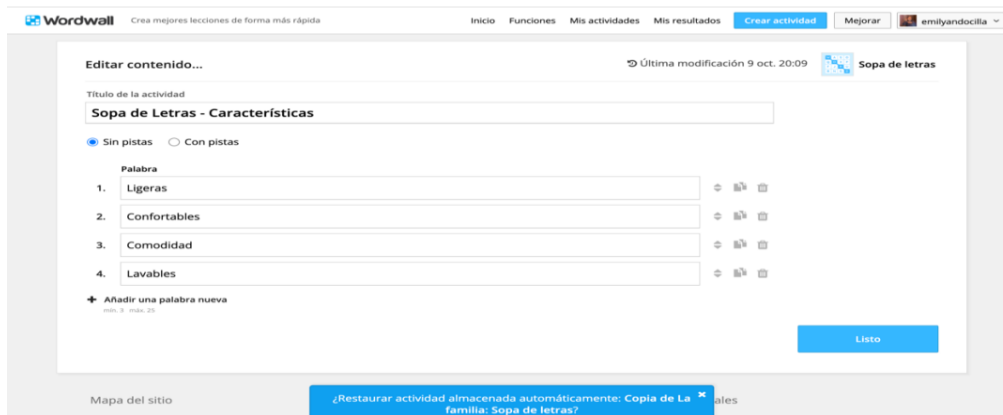 Wordwall Crea mejores lecciones de forma más rápida Inicio Funciones Mis actividades Mis resultados Crear actividad Mejorar emilyandocilla
Editar contenido... Última modificación 9 oct. 20:09 Sopa de letras
Título de la actividad
Sopa de Letras - Características
Sin pistas Con pistas
Palabra
1. Ligeras
2. Confortables
3. Comodidad
4. Lavables
+ Añadir una palabra nueva
mín. 3 máx. 25
Listo
Mapa del sitio ¿Restaurar actividad almacenada automáticamente: Copia de La × ales
familia: Sopa de letras?